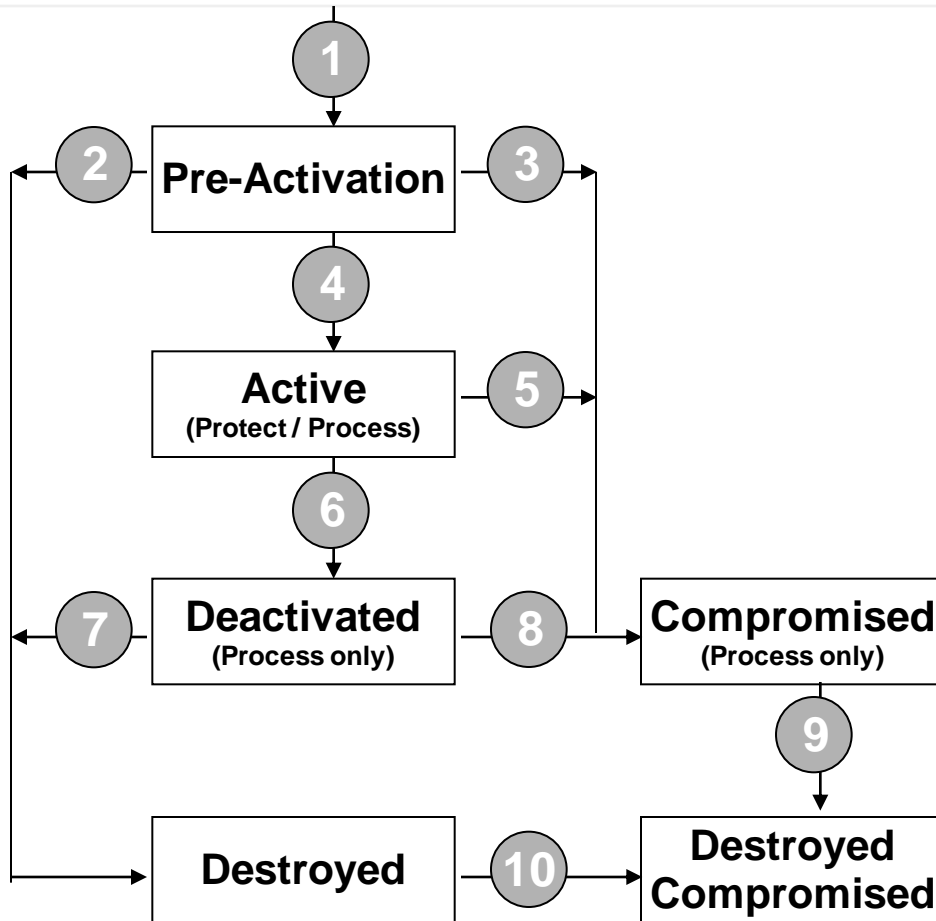 1
2
Pre-Activation
3
4
Active
(Protect / Process)
5
6
7
Deactivated
(Process only)
8
Compromised
(Process only)
9
Destroyed
10
Destroyed
Compromised